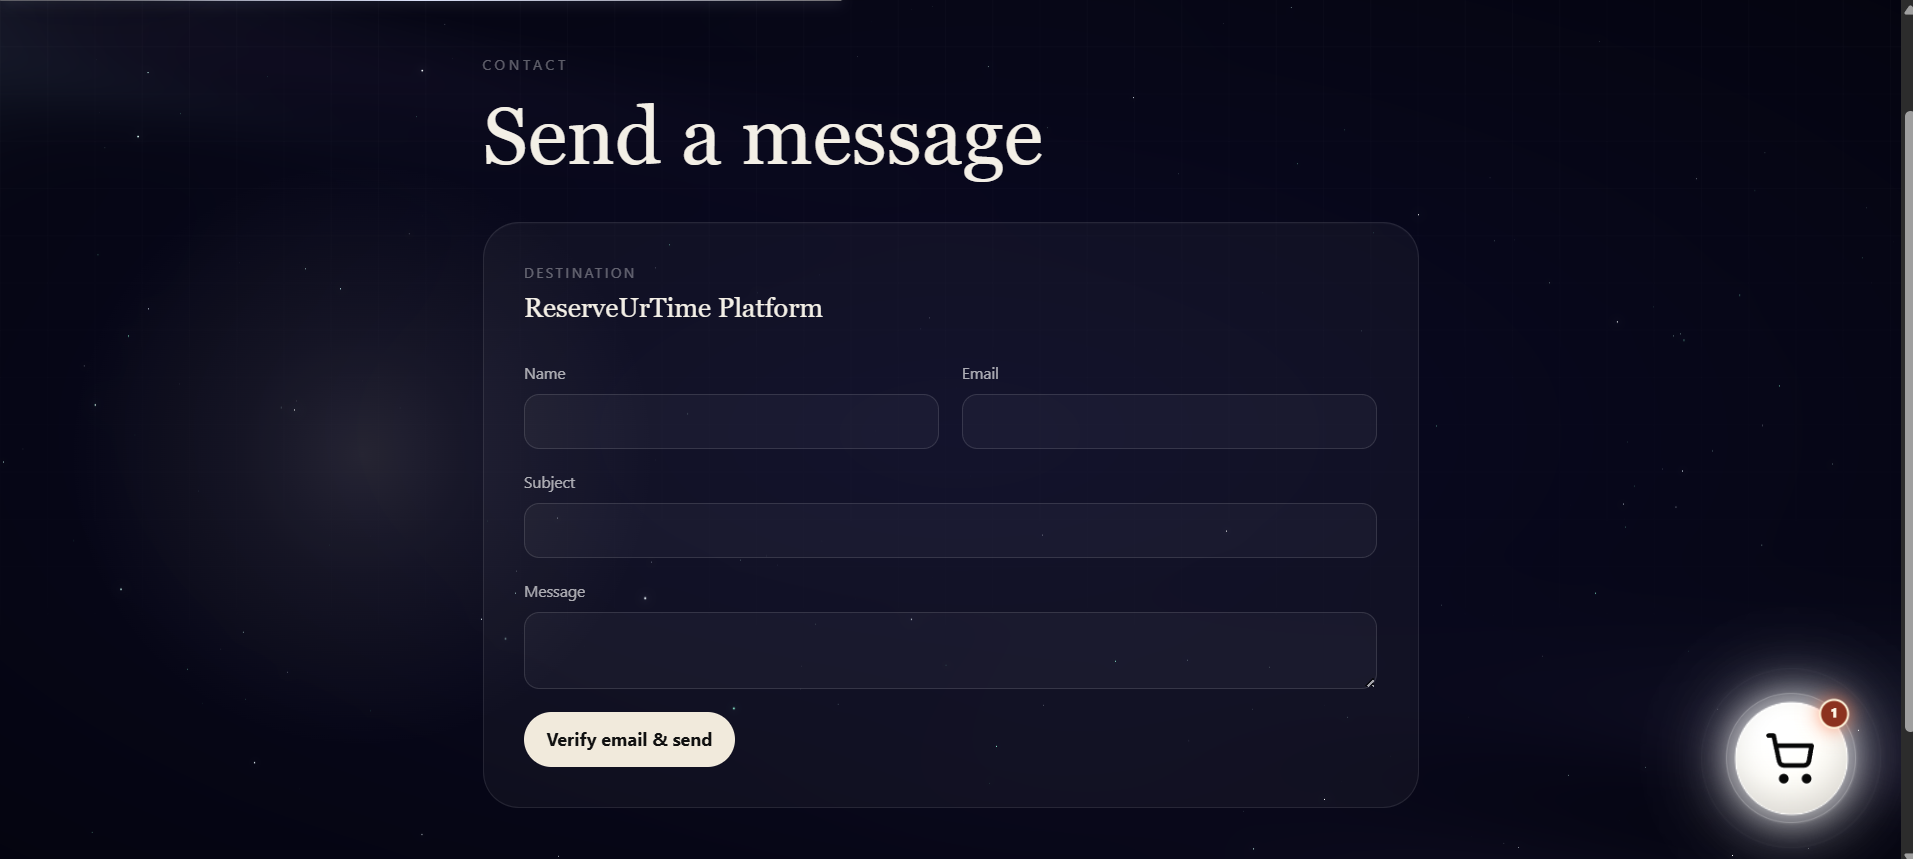 CONTACT
Send a message
DESTINATION
ReserveUrTime Platform
Name
Email
Subject
Message
Verify email & send
1